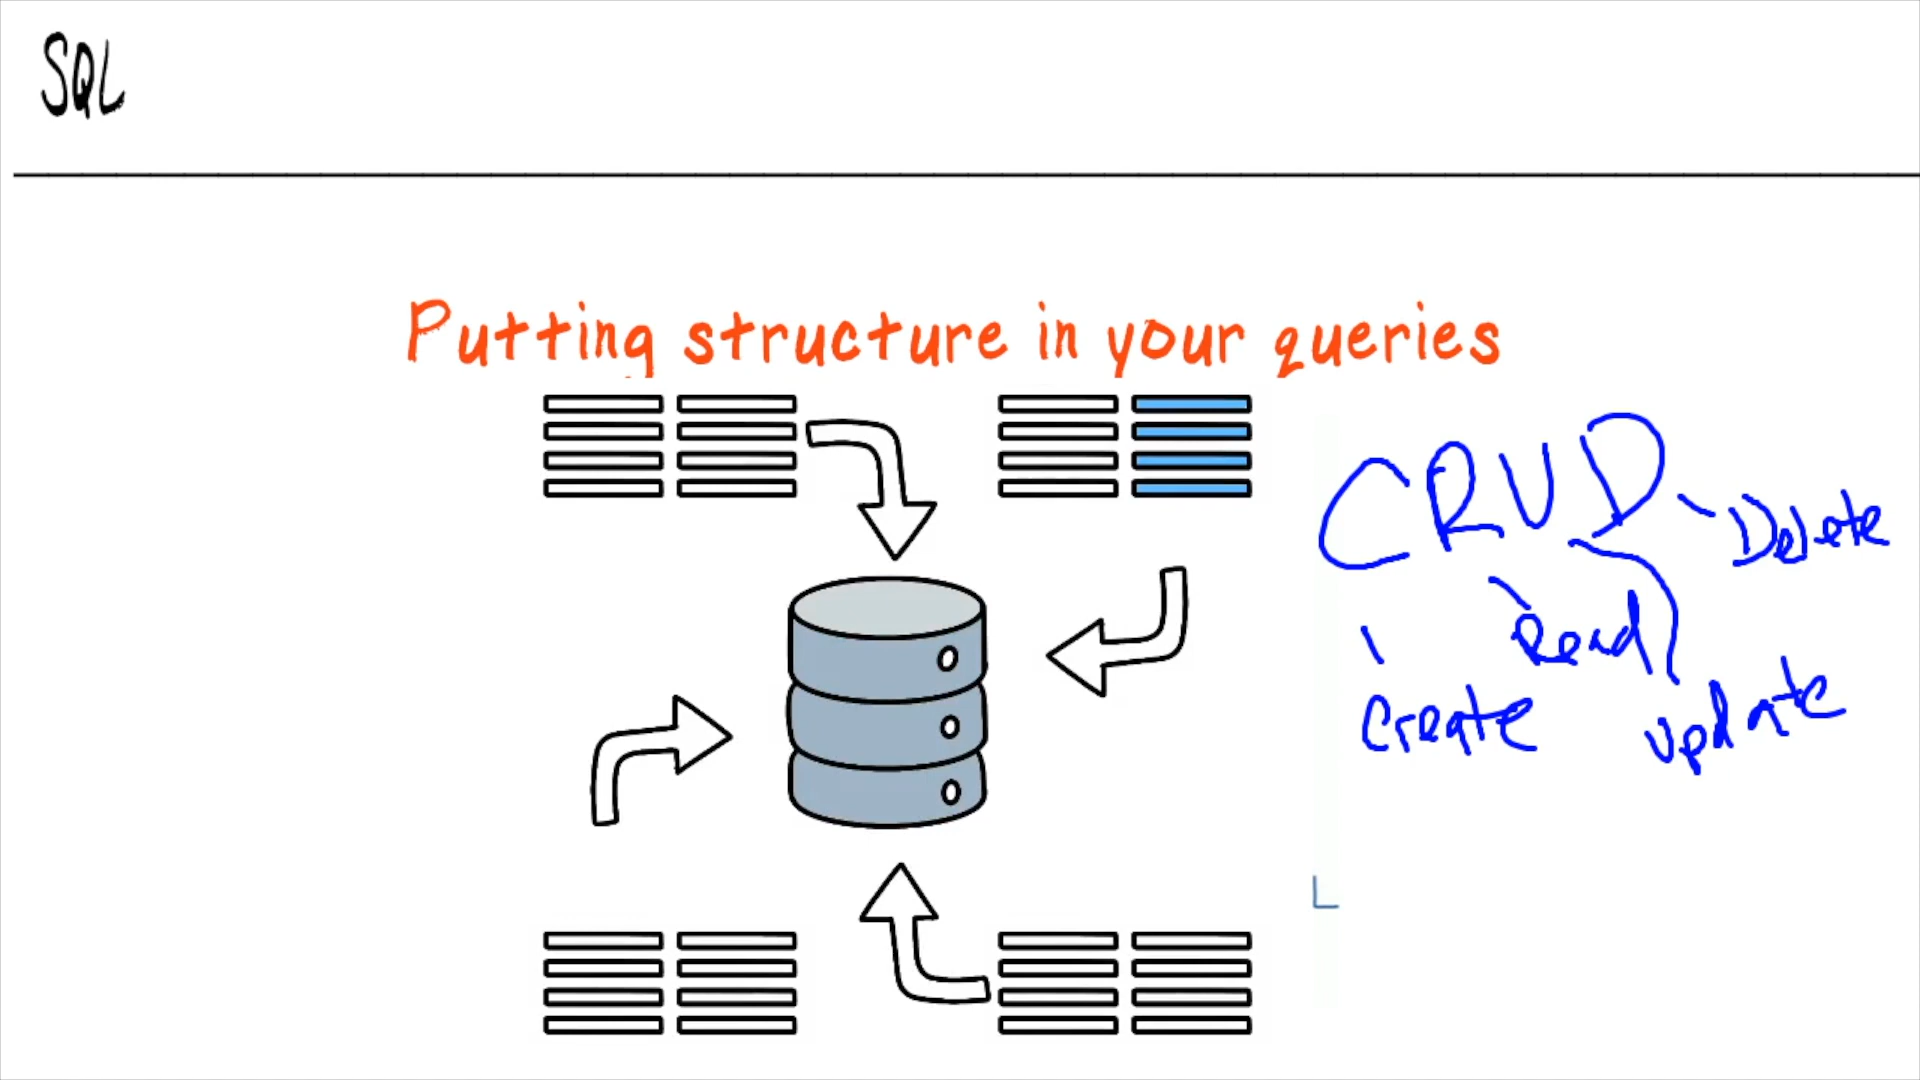 SQL
Putting structure in your queries
CRUD
Delete
Read
Create
Update